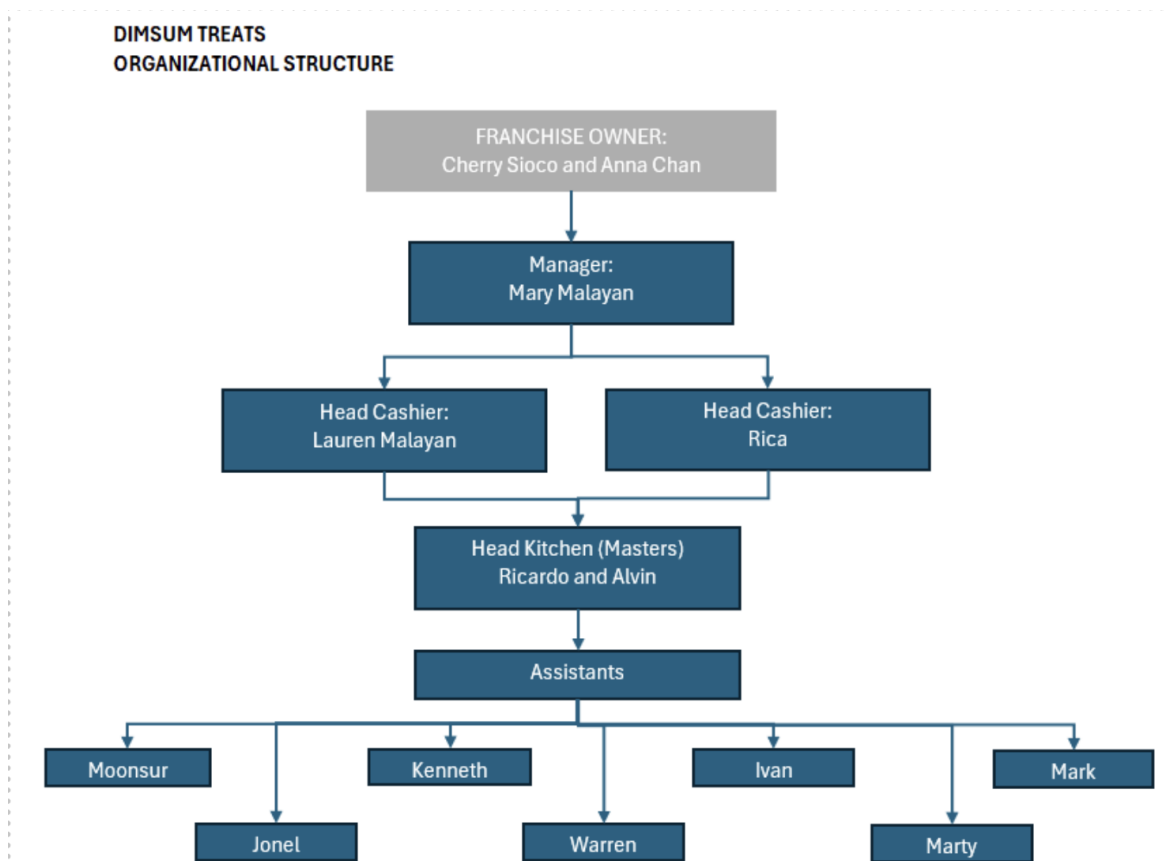 DIMSUM TREATS
ORGANIZATIONAL STRUCTURE
FRANCHISE OWNER:
Cherry Sioco and Anna Chan
Manager:
Mary Malayan
Head Cashier:
Lauren Malayan
Head Cashier:
Rica
Head Kitchen (Masters)
Ricardo and Alvin
Assistants
Moonsur
Kenneth
Ivan
Mark
Jonel
Warren
Marty